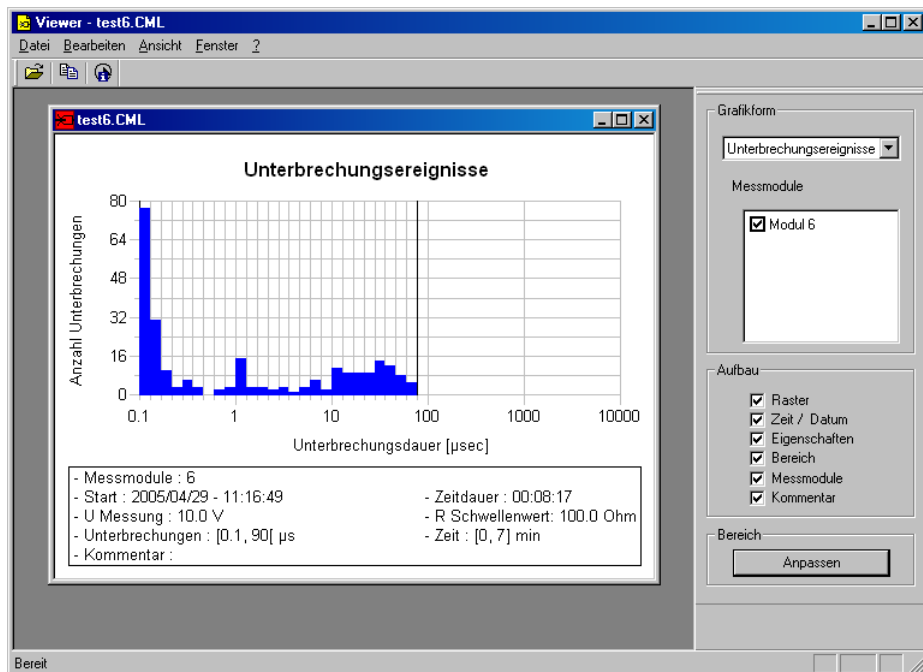 Viewer - test6.CML
Datei Bearbeiten Ansicht Fenster ?
test6.CML
Unterbrechungsereignisse
Anzahl Unterbrechungen
80
64
48
32
16
0
0.1 1 10 100 1000 10000
Unterbrechungsdauer [µsec]
- Messmodule : 6
- Start : 2005/04/29 - 11:16:49 - Zeitdauer : 00:08:17
- U Messung : 10.0 V - R Schwellenwert: 100.0 Ohm
- Unterbrechungen : [0.1, 90[ µs - Zeit : [0, 7] min
- Kommentar :
Grafikform
Unterbrechungsereignisse
Messmodule
Modul 6
Aufbau
Raster
Zeit / Datum
Eigenschaften
Bereich
Messmodule
Kommentar
Bereich
Anpassen
Bereit